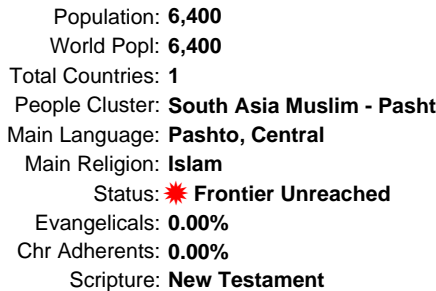 Population: 6,400
World Popl: 6,400
Total Countries: 1
People Cluster: South Asia Muslim - Pasht
Main Language: Pashto, Central
Main Religion: Islam
Status: Frontier Unreached
Evangelicals: 0.00%
Chr Adherents: 0.00%
Scripture: New Testament